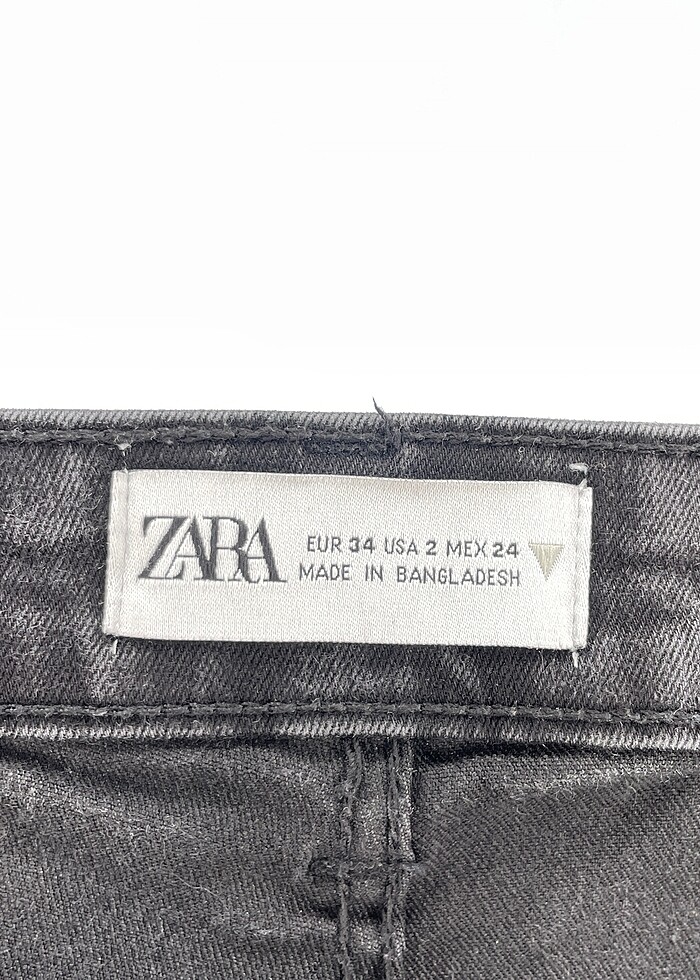 ZARA
EUR 34 USA 2 MEX 24
MADE IN BANGLADESH